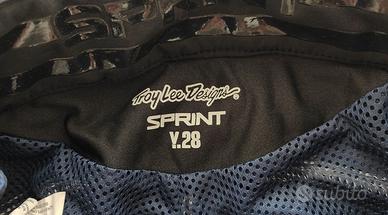 Troy Lee Designs®
SPRINT
Y.28
subito